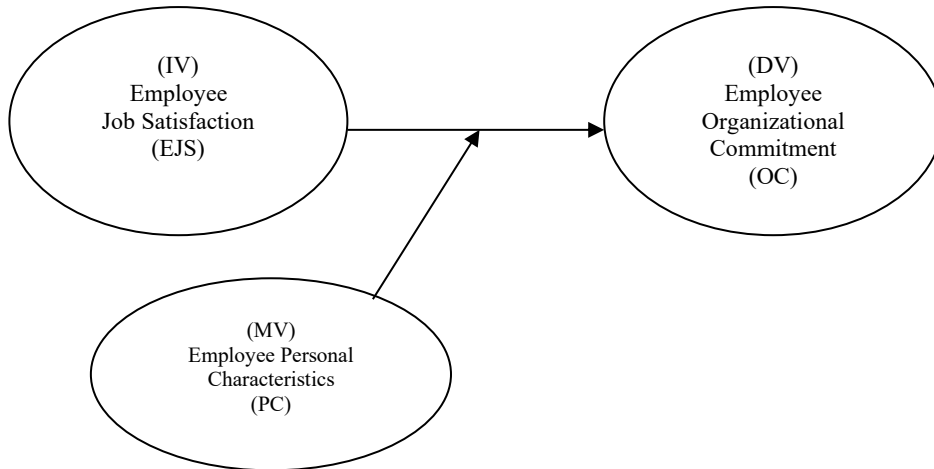 (IV)
Employee
Job Satisfaction
(EJS)
(DV)
Employee
Organizational
Commitment
(OC)
(MV)
Employee Personal
Characteristics
(PC)